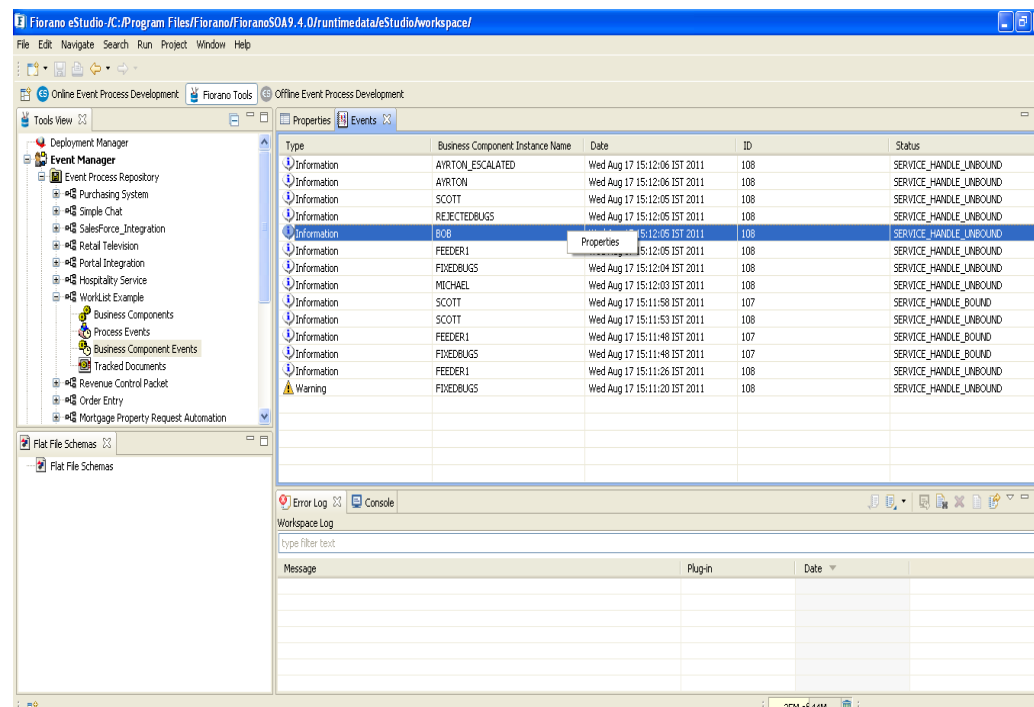 Fiorano eStudio-/C:/Program Files/Fiorano/FioranoSOA9.4.0/runtimedata/eStudio/workspace/
File Edit Navigate Search Run Project Window Help
Online Event Process Development Fiorano Tools Offline Event Process Development
Tools View
Deployment Manager
Event Manager
Event Process Repository
Purchasing System
Simple Chat
SalesForce_Integration
Retail Television
Portal Integration
Hospitality Service
WorkList Example
Business Components
Process Events
Business Component Events
Tracked Documents
Revenue Control Packet
Order Entry
Mortgage Property Request Automation
Flat File Schemas
Flat File Schemas
Properties Events
Type Business Component Instance Name Date ID Status
Information AYRTON_ESCALATED Wed Aug 17 15:12:06 IST 2011 108 SERVICE_HANDLE_UNBOUND
Information AYRTON Wed Aug 17 15:12:06 IST 2011 108 SERVICE_HANDLE_UNBOUND
Information SCOTT Wed Aug 17 15:12:05 IST 2011 108 SERVICE_HANDLE_UNBOUND
Information REJECTEDBUGS Wed Aug 17 15:12:05 IST 2011 108 SERVICE_HANDLE_UNBOUND
Information BOB 15:12:05 IST 2011 108 SERVICE_HANDLE_UNBOUND
Properties
Information FEEDER1 15:12:05 IST 2011 108 SERVICE_HANDLE_UNBOUND
Information FIXEDBUGS Wed Aug 17 15:12:04 IST 2011 108 SERVICE_HANDLE_UNBOUND
Information MICHAEL Wed Aug 17 15:12:03 IST 2011 108 SERVICE_HANDLE_UNBOUND
Information SCOTT Wed Aug 17 15:11:58 IST 2011 107 SERVICE_HANDLE_BOUND
Information SCOTT Wed Aug 17 15:11:53 IST 2011 108 SERVICE_HANDLE_UNBOUND
Information FEEDER1 Wed Aug 17 15:11:48 IST 2011 107 SERVICE_HANDLE_BOUND
Information FIXEDBUGS Wed Aug 17 15:11:48 IST 2011 107 SERVICE_HANDLE_BOUND
Information FEEDER1 Wed Aug 17 15:11:26 IST 2011 108 SERVICE_HANDLE_UNBOUND
Warning FIXEDBUGS Wed Aug 17 15:11:20 IST 2011 108 SERVICE_HANDLE_UNBOUND
Error Log Console
Workspace Log
type filter text
Message Plug-in Date